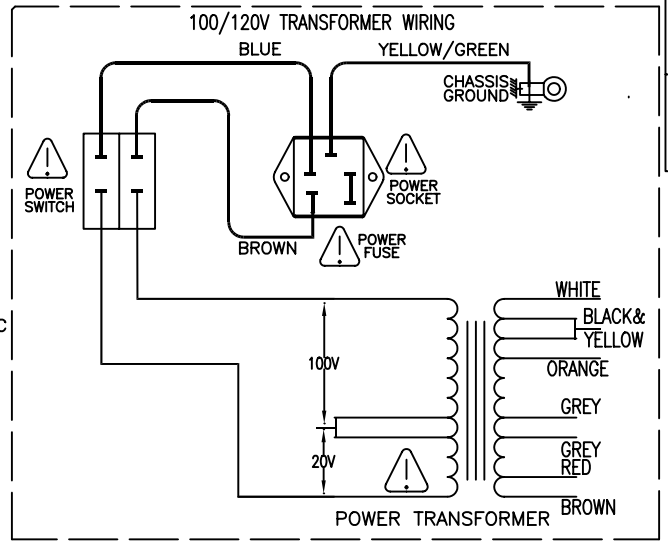 100/120V TRANSFORMER WIRING
BLUE
YELLOW/GREEN
CHASSIS
GROUND
POWER
SWITCH
POWER
SOCKET
BROWN
POWER
FUSE
C
WHITE
BLACK&
YELLOW
100V
ORANGE
GREY
GREY
20V
RED
BROWN
POWER TRANSFORMER